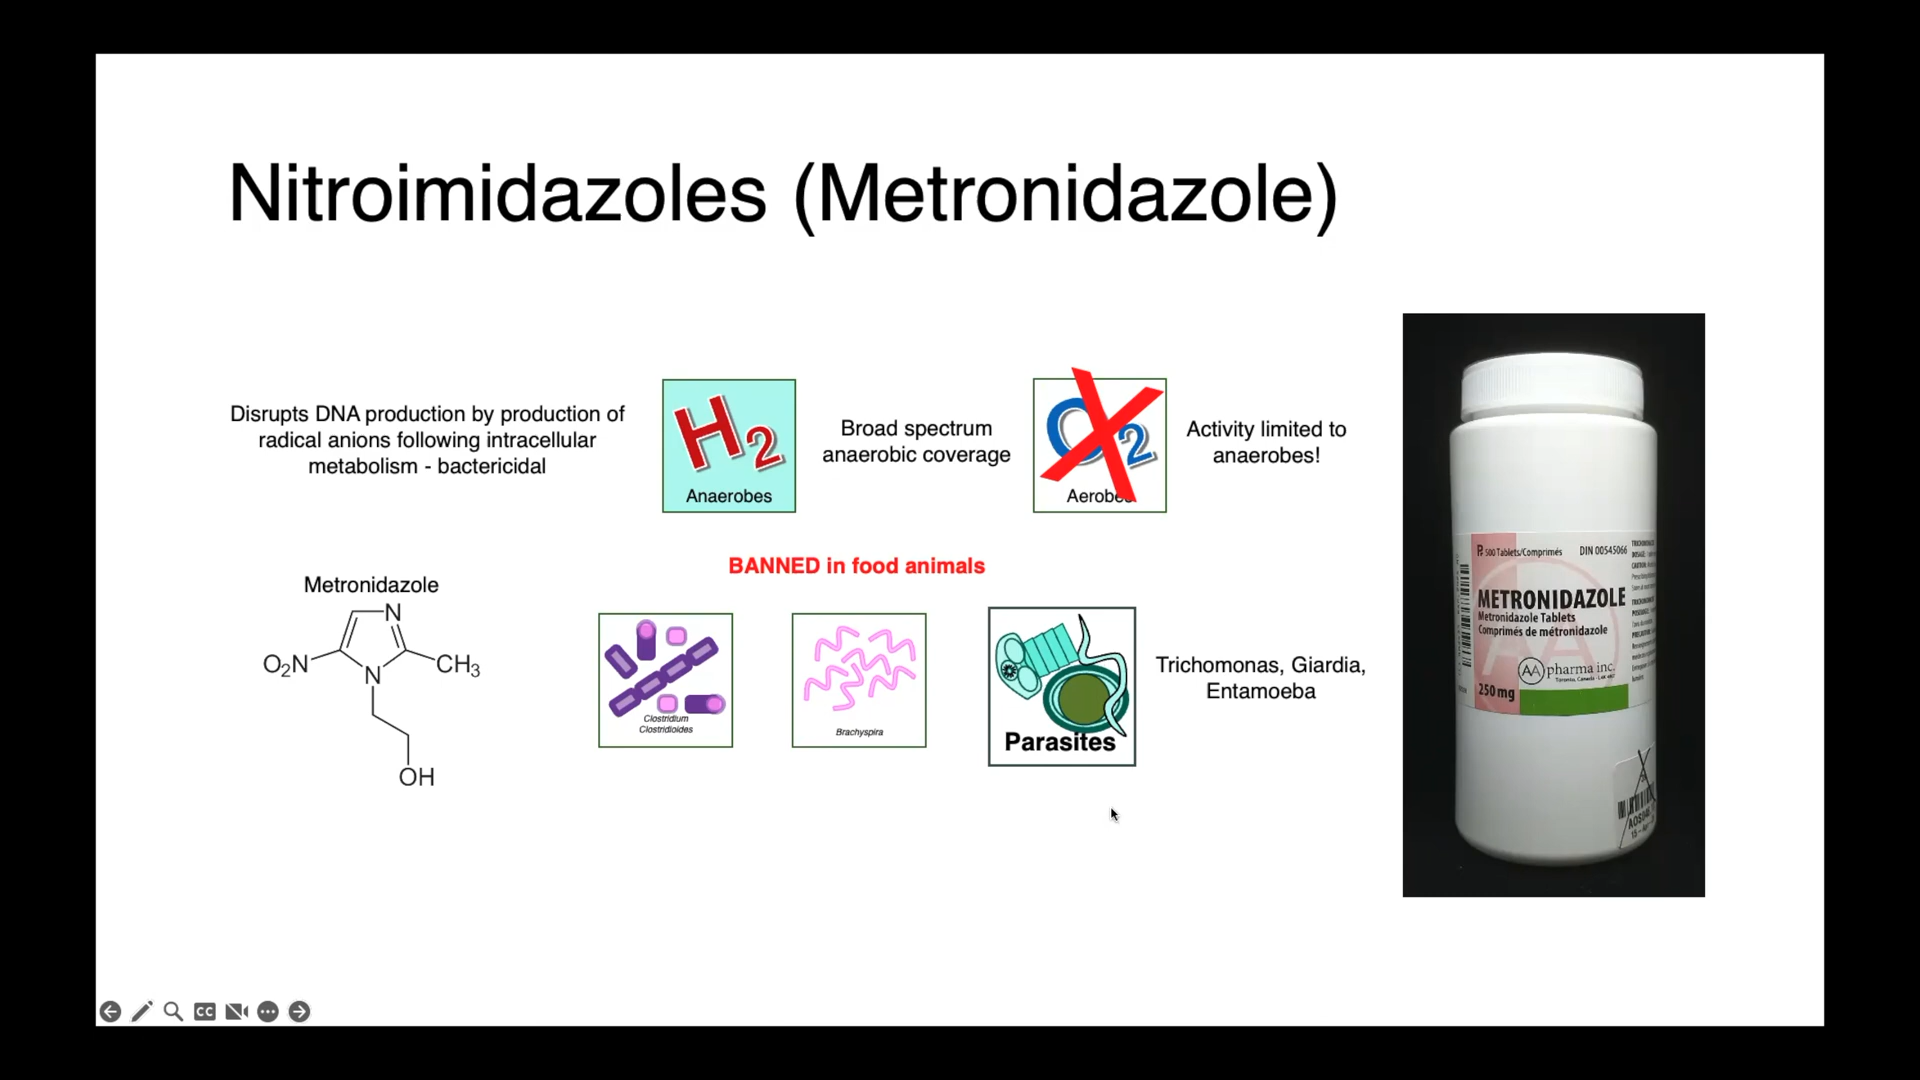 Nitroimidazoles (Metronidazole)
Disrupts DNA production by production of
radical anions following intracellular
metabolism - bactericidal
H2
Anaerobes
Broad spectrum
anaerobic coverage
O2
Activity limited to
anaerobes!
BANNED in food animals
Metronidazole
N
O2N
N
CH3
OH
Clostridium
Clostridioides
Brachyspira
Parasites
Trichomonas, Giardia,
Entamoeba
500 Tablets/Comprimés
DIN 00545066
METRONIDAZOLE
Metronidazole Tablets
Comprimés de métronidazole
AA pharma inc.
250 mg
CC